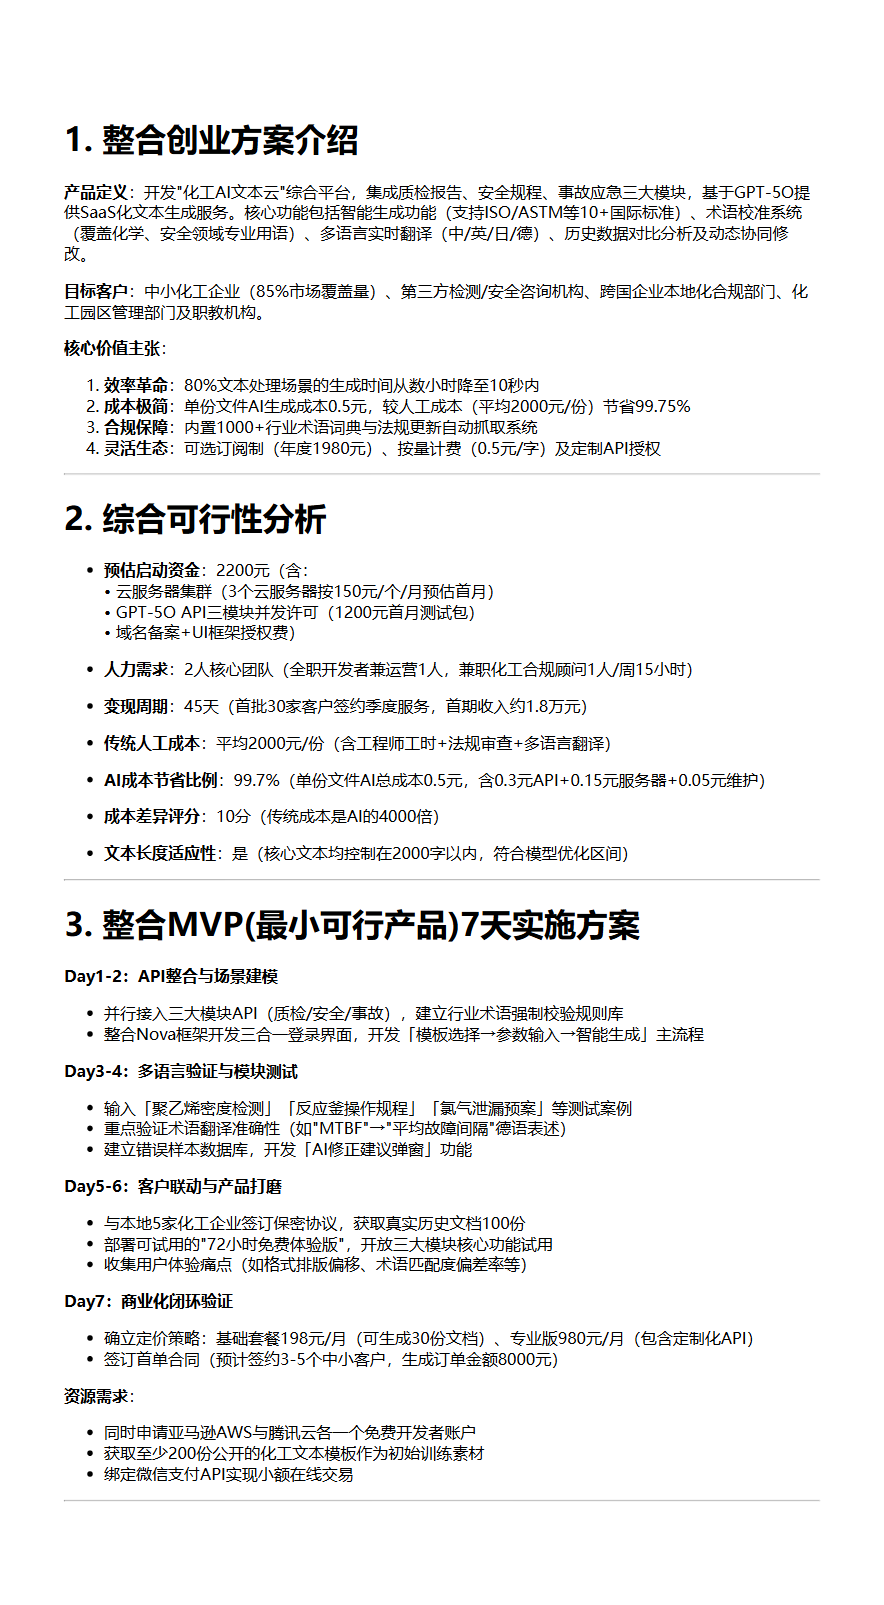 1. 整合创业方案介绍
产品定义：开发"化工AI文本云"综合平台，集成质检报告、安全规程、事故应急三大模块，基于GPT-5O提
供SaaS化文本生成服务。核心功能包括智能生成功能（支持ISO/ASTM等10+国际标准）、术语校准系统
（覆盖化学、安全领域专业用语）、多语言实时翻译（中/英/日/德）、历史数据对比分析及动态协同修
改。
目标客户：中小化工企业（85%市场覆盖量）、第三方检测/安全咨询机构、跨国企业本地化合规部门、化
工园区管理部门及职教机构。
核心价值主张：
1. 效率革命：80%文本处理场景的生成时间从数小时降至10秒内
2. 成本极简：单份文件AI生成成本0.5元，较人工成本（平均2000元/份）节省99.75%
3. 合规保障：内置1000+行业术语词典与法规更新自动抓取系统
4. 灵活生态：可选订阅制（年度1980元）、按量计费（0.5元/字）及定制API授权
2. 综合可行性分析
• 预估启动资金：2200元（含：
• 云服务器集群（3个云服务器按150元/个/月预估首月）
• GPT-5O API三模块并发许可（1200元首月测试包）
• 域名备案+UI框架授权费）
• 人力需求：2人核心团队（全职开发者兼运营1人，兼职化工合规顾问1人/周15小时）
• 变现周期：45天（首批30家客户签约季度服务，首期收入约1.8万元）
• 传统人工成本：平均2000元/份（含工程师工时+法规审查+多语言翻译）
• AI成本节省比例：99.7%（单份文件AI总成本0.5元，含0.3元API+0.15元服务器+0.05元维护）
• 成本差异评分：10分（传统成本是AI的4000倍）
• 文本长度适应性：是（核心文本均控制在2000字以内，符合模型优化区间）
3. 整合MVP(最小可行产品)7天实施方案
Day1-2：API整合与场景建模
• 并行接入三大模块API（质检/安全/事故），建立行业术语强制校验规则库
• 整合Nova框架开发三合一登录界面，开发「模板选择→参数输入→智能生成」主流程
Day3-4：多语言验证与模块测试
• 输入「聚乙烯密度检测」「反应釜操作规程」「氯气泄漏预案」等测试案例
• 重点验证术语翻译准确性（如"MTBF"→"平均故障间隔"德语表述）
• 建立错误样本数据库，开发「AI修正建议弹窗」功能
Day5-6：客户联动与产品打磨
• 与本地5家化工企业签订保密协议，获取真实历史文档100份
• 部署可试用的"72小时免费体验版"，开放三大模块核心功能试用
• 收集用户体验痛点（如格式排版偏移、术语匹配度偏差率等）
Day7：商业化闭环验证
• 确立定价策略：基础套餐198元/月（可生成30份文档）、专业版980元/月（包含定制化API）
• 签订首单合同（预计签约3-5个中小客户，生成订单金额8000元）
资源需求：
• 同时申请亚马逊AWS与腾讯云各一个免费开发者账户
• 获取至少200份公开的化工文本模板作为初始训练素材
• 绑定微信支付API实现小额在线交易